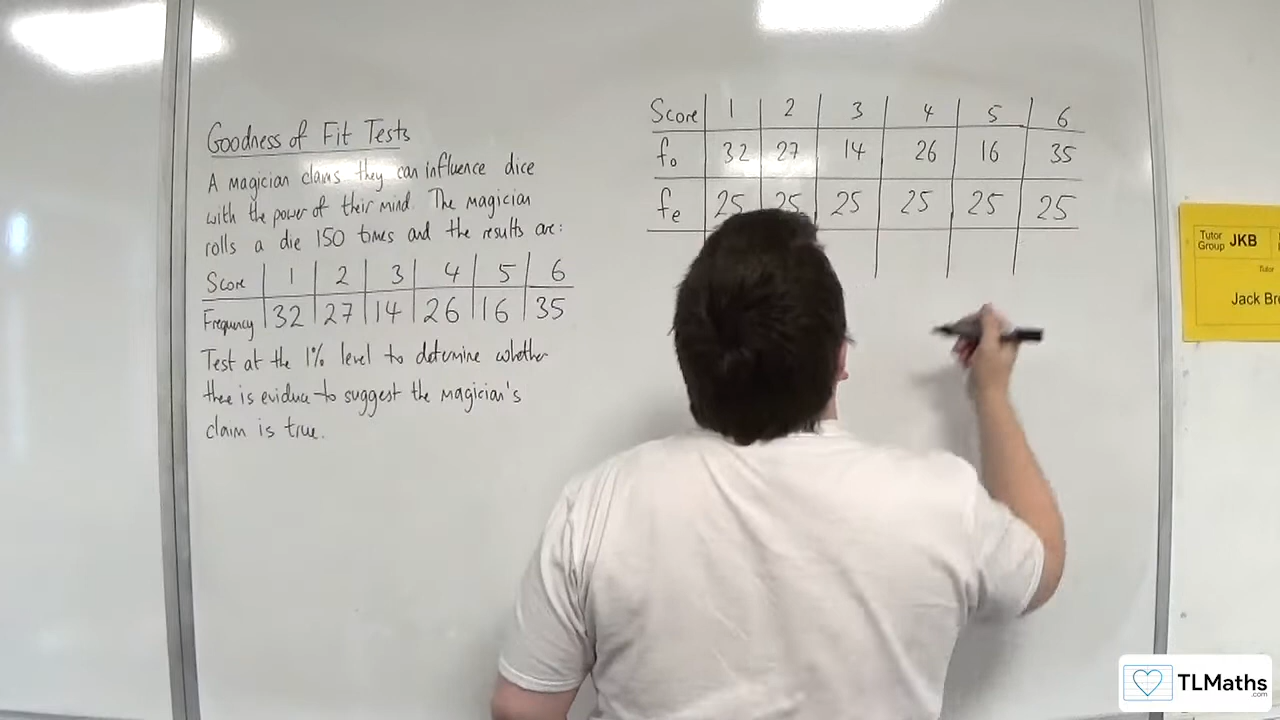 Goodness of Fit Tests
A magician claims they can influence dice
with the power of their mind. The magician
rolls a die 150 times and the results are:
Score 1 2 3 4 5 6
Frequency 32 27 14 26 16 35
Test at the 1% level to determine whether
there is evidence to suggest the magician's
claim is true.
Score 1 2 3 4 5 6
fo 32 27 14 26 16 35
fe 25 25 25 25 25 25
Tutor
Group JKB
Tutor
Jack Br
TLMaths
.com